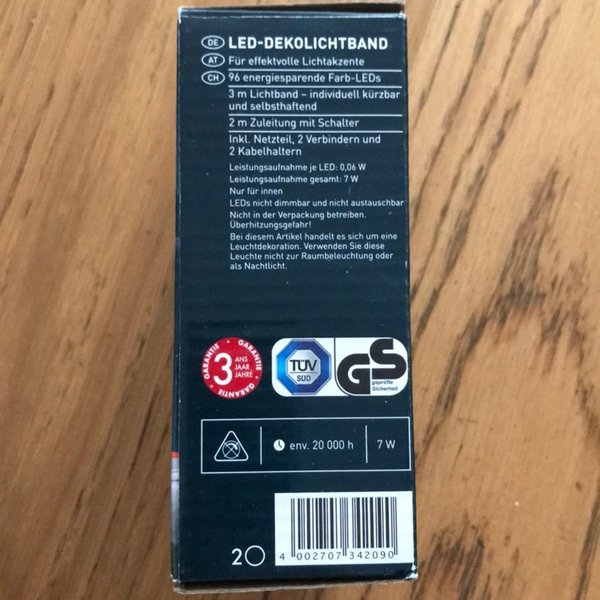 DE LED-DEKOLICHTBAND
AT Für effektvolle Lichtakzente
CH 96 energiesparende Farb-LEDs
3 m Lichtband – individuell kürzbar
und selbsthaftend
2 m Zuleitung mit Schalter
Inkl. Netzteil, 2 Verbindern und
2 Kabelhaltern
Leistungsaufnahme je LED: 0,06 W
Leistungsaufnahme gesamt: 7 W
Nur für innen
LEDs nicht dimmbar und nicht austauschbar
Nicht in der Verpackung betreiben.
Überhitzungsgefahr!
Bei diesem Artikel handelt es sich um eine
Leuchtdekoration. Verwenden Sie diese
Leuchte nicht zur Raumbeleuchtung oder
als Nachtlicht.
GARANTIE GARANTIE
3 ANS
JAAR
JAHRE
GARANTIE GARANTIE
TÜV
SÜD
GS
geprüfte
Sicherheit
env. 20 000 h
7 W
2
4 002707 342090